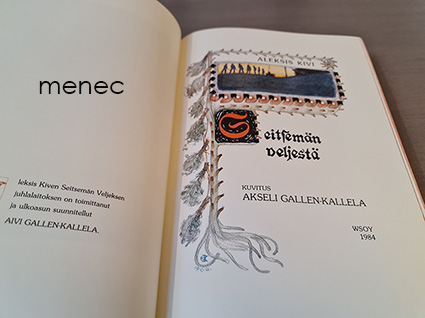 menec
leksis Kiven Seitsemän Veljeksen
juhlalaitoksen on toimittanut
ja ulkoasun suunnitellut
AIVI GALLEN-KALLELA.
ALEKSIS KIVI
Seitsemän
veljestä
KUVITUS
AKSELI GALLEN-KALLELA
WSOY
1984